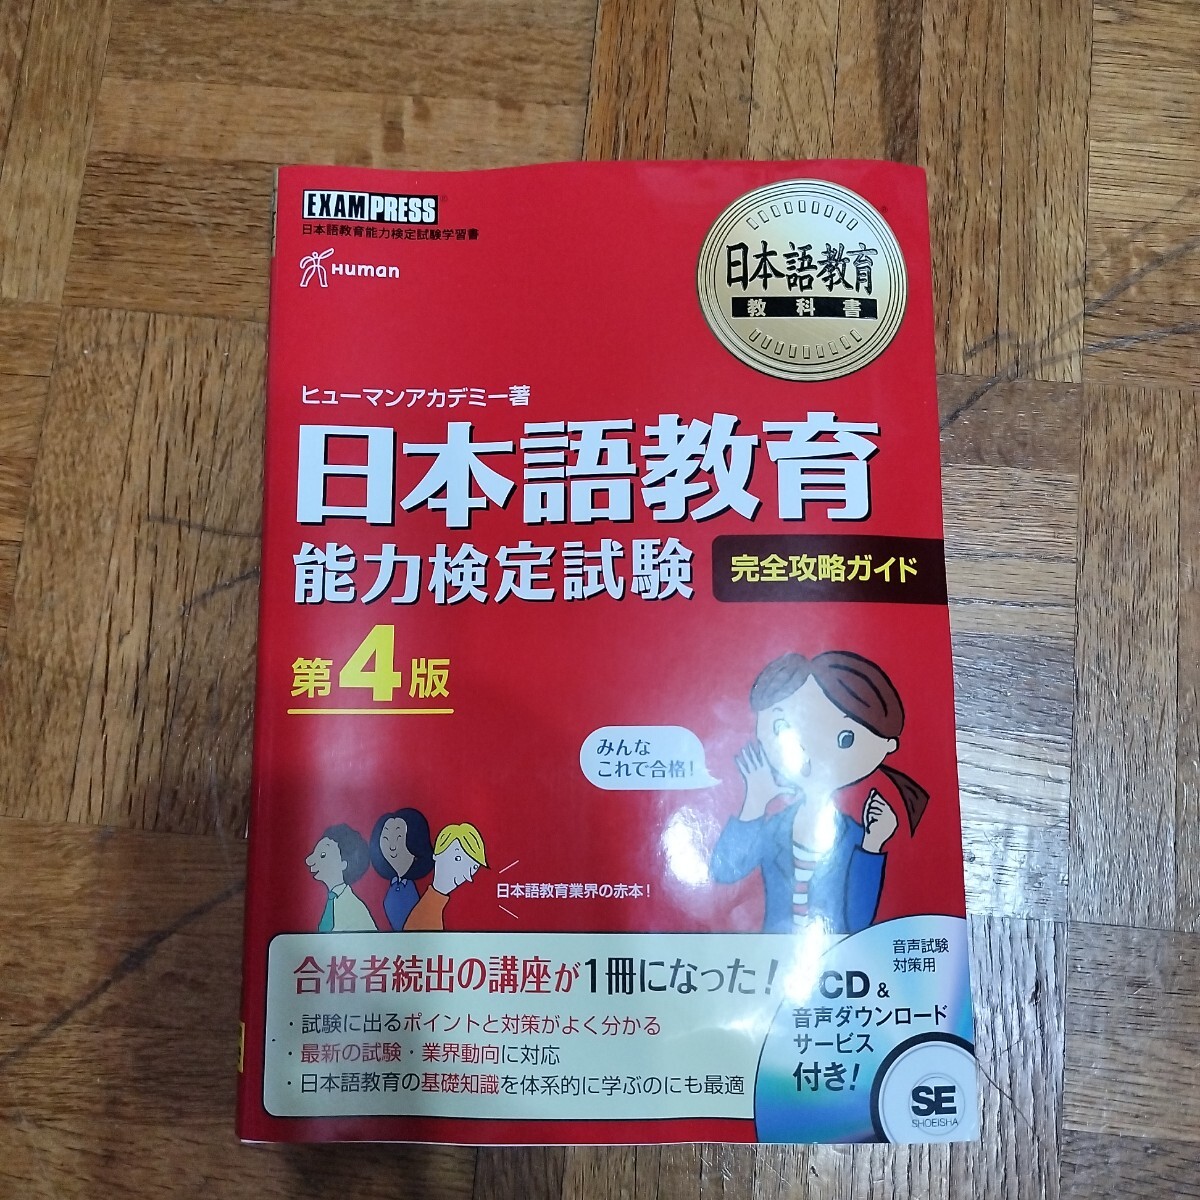 EXAMPRESS®
日本語教育能力検定試験学習書
Human
日本語教育
教科書
ヒューマンアカデミー著
日本語教育
能力検定試験
完全攻略ガイド
第4版
みんな
これで合格!
日本語教育業界の赤本!
合格者続出の講座が1冊になった!
・試験に出るポイントと対策がよく分かる
・最新の試験・業界動向に対応
・日本語教育の基礎知識を体系的に学ぶのにも最適
音声試験
対策用
CD &
音声ダウンロード
サービス
付き!
SE
SHOEISHA